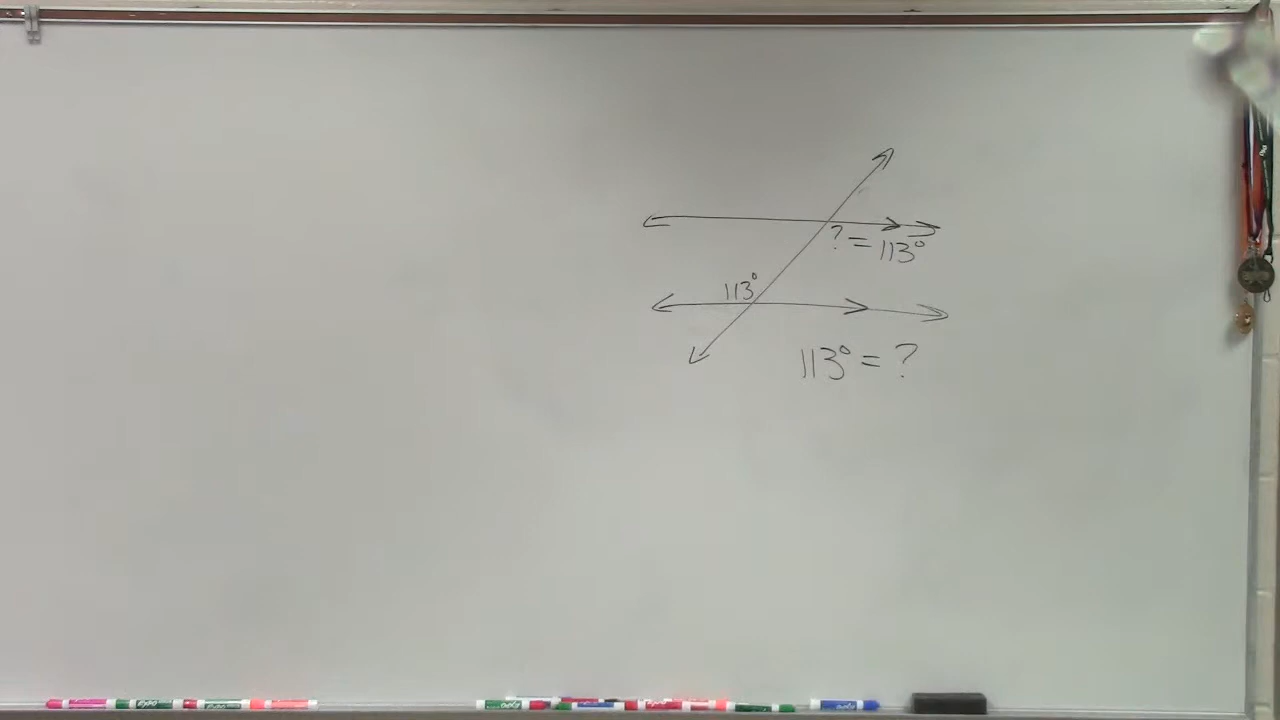 ? = 113°
113°
113° = ?